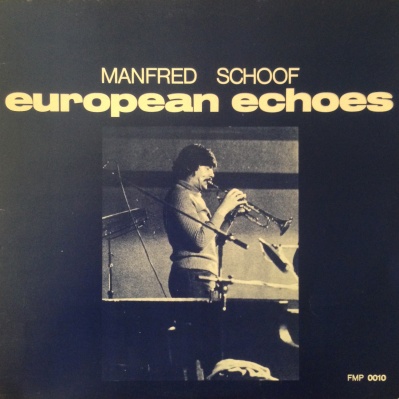 MANFRED SCHOOF
european echoes
FMP 0010